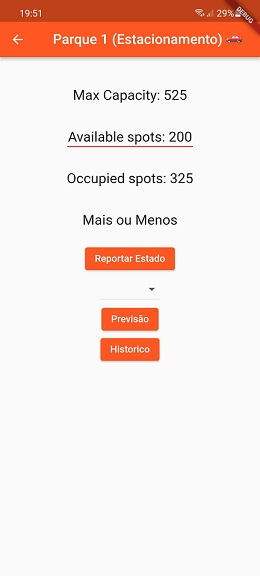 19:51
29%
DEBUG
Parque 1 (Estacionamento)
Max Capacity: 525
Available spots: 200
Occupied spots: 325
Mais ou Menos
Reportar Estado
Previsão
Historico